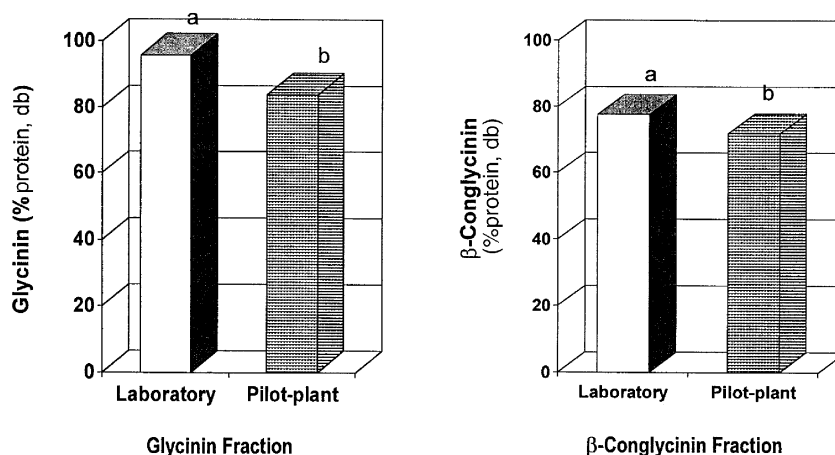 Glycinin (% protein, db)
100
80
60
40
20
0
a
b
Laboratory Pilot-plant
Glycinin Fraction
β-Conglycinin
(%protein, db)
100
80
60
40
20
0
a
b
Laboratory Pilot-plant
β-Conglycinin Fraction